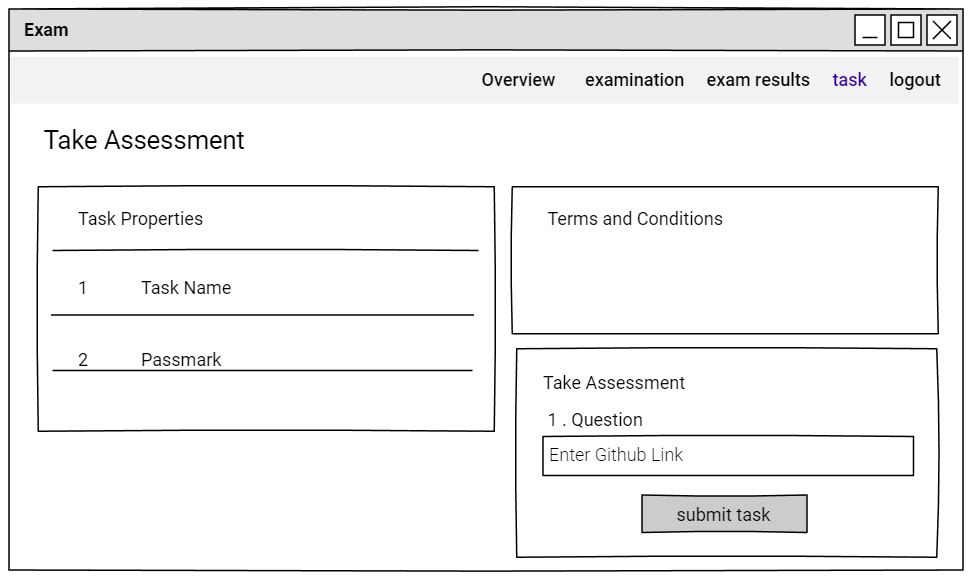 Exam
Overview examination exam results task logout
Take Assessment
Task Properties
1 Task Name
2 Passmark
Terms and Conditions
Take Assessment
1 . Question
Enter Github Link
submit task